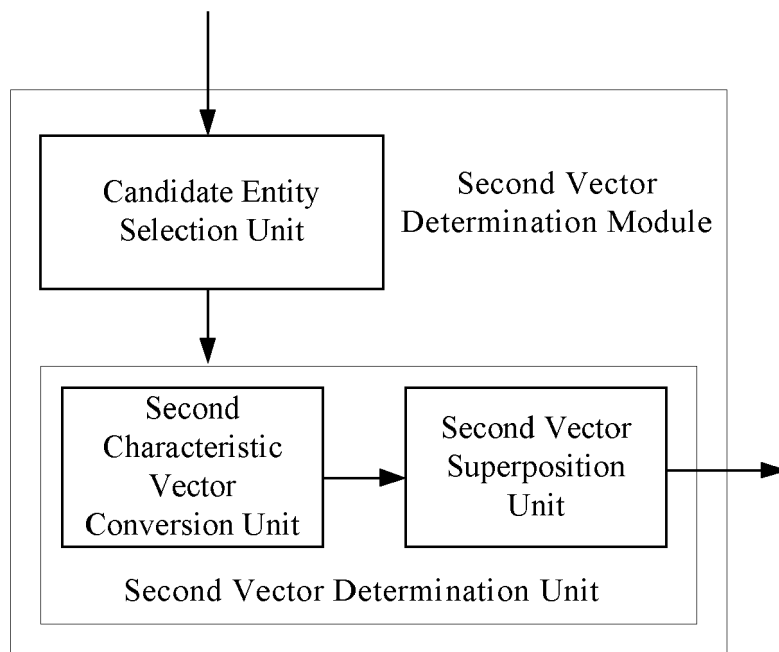 Candidate Entity
Selection Unit
Second Vector
Determination Module
Second
Characteristic
Vector
Conversion Unit
Second Vector
Superposition
Unit
Second Vector Determination Unit